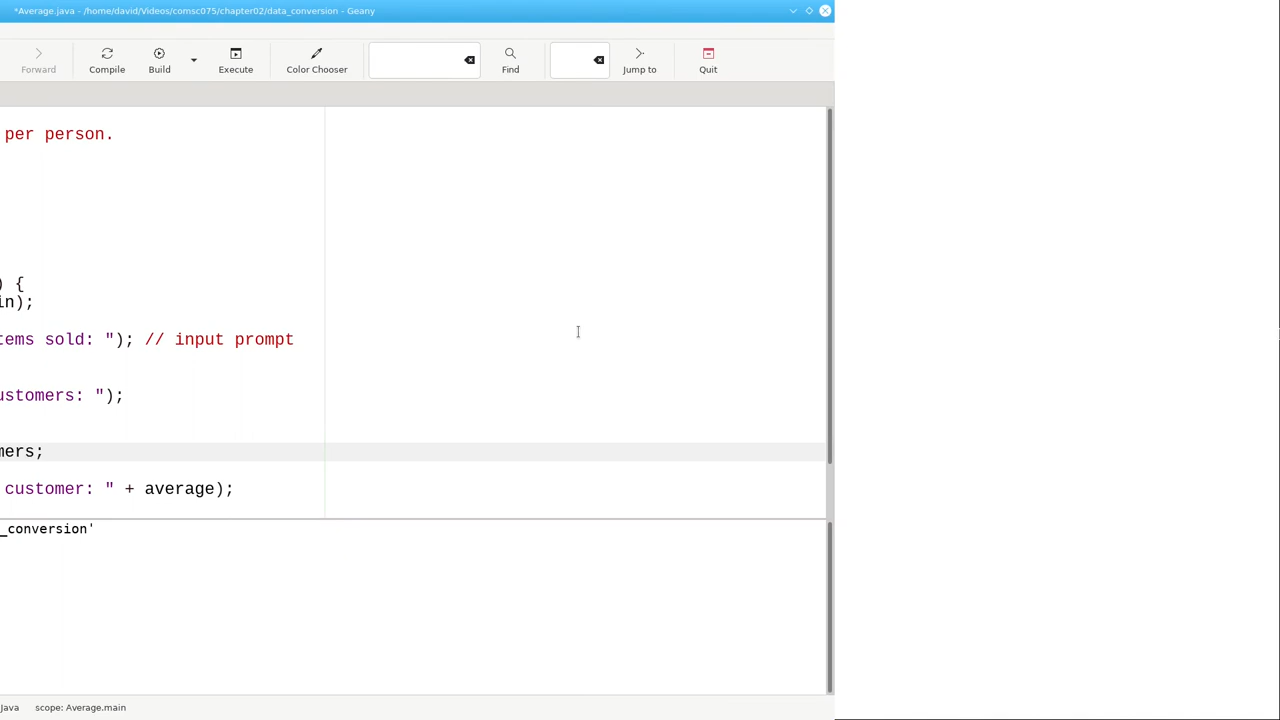 *Average.java - /home/david/Videos/comsc075/chapter02/data_conversion - Geany
Forward
Compile
Build
Execute
Color Chooser
Find
Jump to
Quit
per person.
) {
in);
tems sold: "); // input prompt
ustomers: ");
mers;
customer: " + average);
_conversion'
Java scope: Average.main